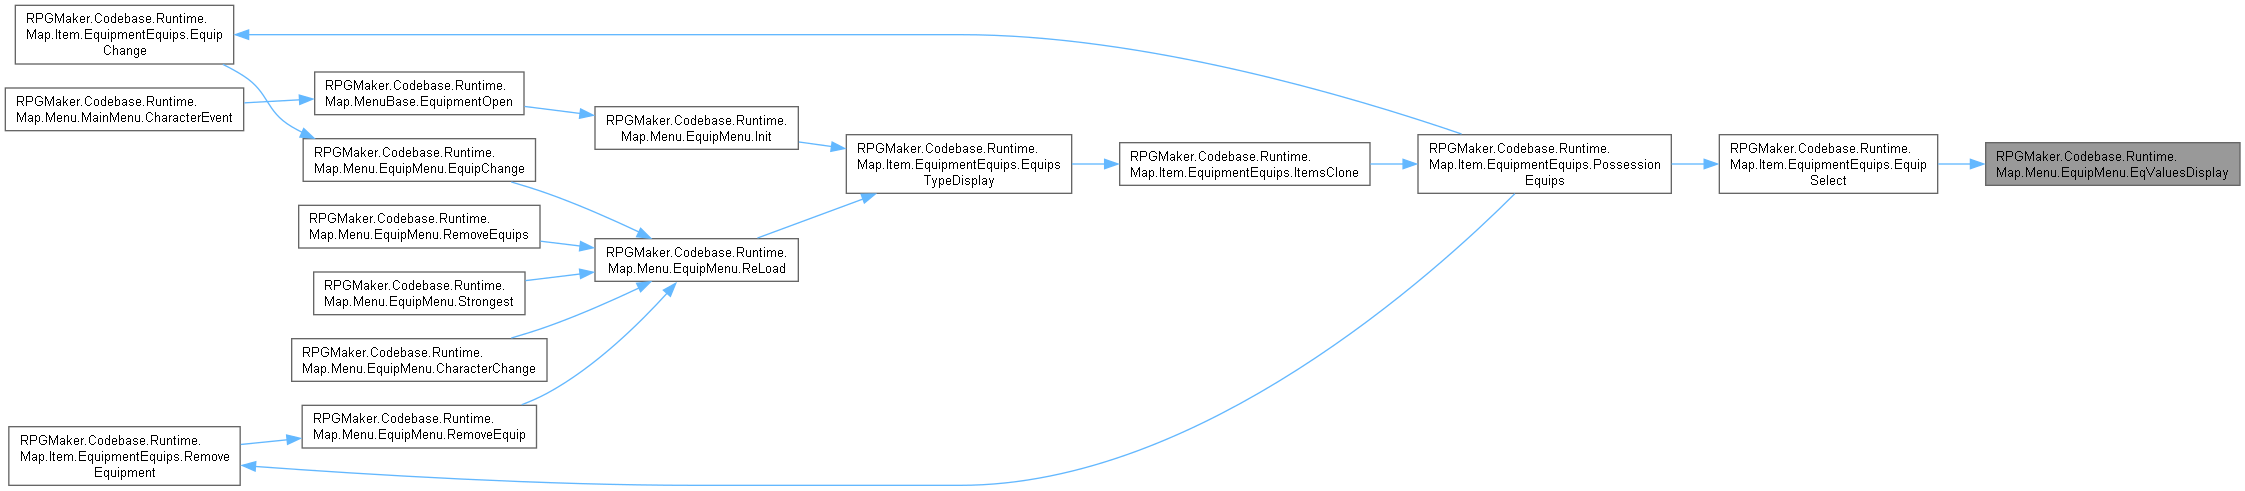 RPGMaker.Codebase.Runtime.
Map.Item.EquipmentEquips.Equip
Change
RPGMaker.Codebase.Runtime.
Map.Menu.MainMenu.CharacterEvent
RPGMaker.Codebase.Runtime.
Map.MenuBase.EquipmentOpen
RPGMaker.Codebase.Runtime.
Map.Menu.EquipMenu.EquipChange
RPGMaker.Codebase.Runtime.
Map.Menu.EquipMenu.RemoveEquips
RPGMaker.Codebase.Runtime.
Map.Menu.EquipMenu.Strongest
RPGMaker.Codebase.Runtime.
Map.Menu.EquipMenu.CharacterChange
RPGMaker.Codebase.Runtime.
Map.Menu.EquipMenu.RemoveEquip
RPGMaker.Codebase.Runtime.
Map.Item.EquipmentEquips.Remove
Equipment
RPGMaker.Codebase.Runtime.
Map.Menu.EquipMenu.Init
RPGMaker.Codebase.Runtime.
Map.Menu.EquipMenu.ReLoad
RPGMaker.Codebase.Runtime.
Map.Item.EquipmentEquips.Equips
TypeDisplay
RPGMaker.Codebase.Runtime.
Map.Item.EquipmentEquips.ItemsClone
RPGMaker.Codebase.Runtime.
Map.Item.EquipmentEquips.Possession
Equips
RPGMaker.Codebase.Runtime.
Map.Item.EquipmentEquips.Equip
Select
RPGMaker.Codebase.Runtime.
Map.Menu.EquipMenu.EqValuesDisplay